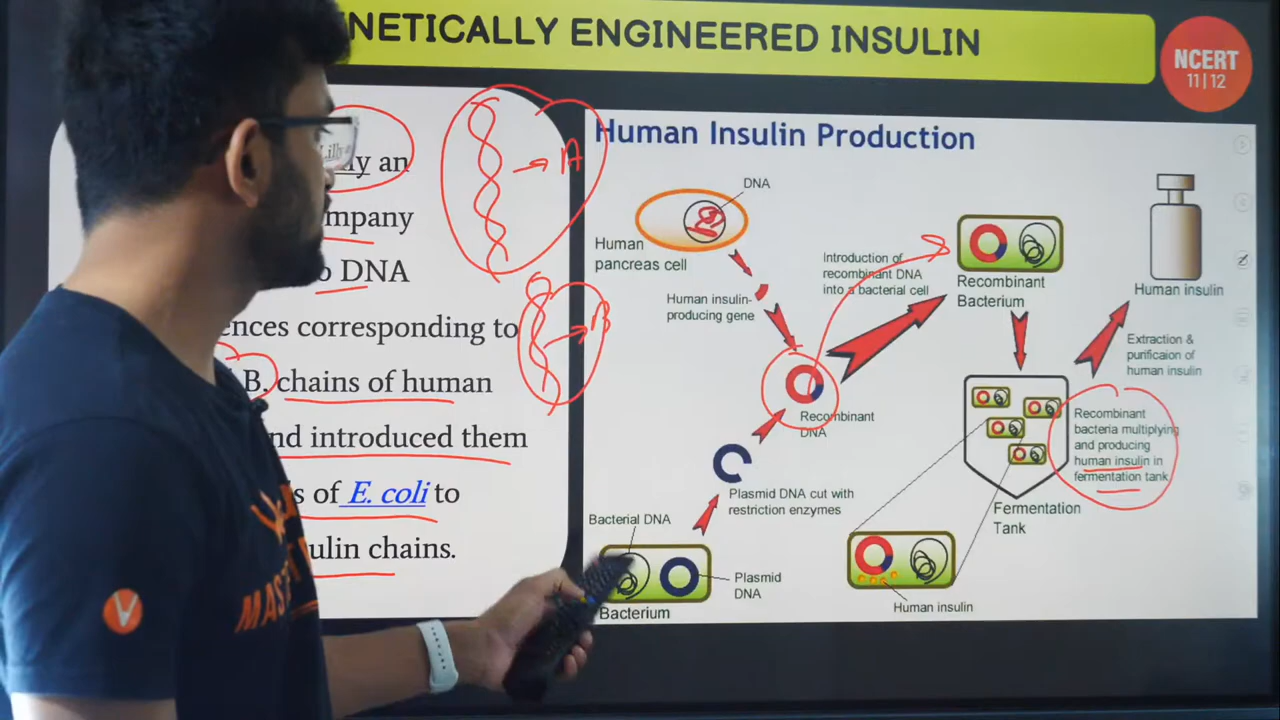 NETICALLY ENGINEERED INSULIN
NCERT
11|12
Lilly
lly an
mpany
DNA
ences corresponding to
B, chains of human
nd introduced them
s of E. coli to
ulin chains.
A
B
Human Insulin Production
DNA
Human
pancreas cell
Human insulin-
producing gene
Introduction of
recombinant DNA
into a bacterial cell
Recombinant
Bacterium
Human insulin
Extraction &
purificaion of
human insulin
Recombinant
DNA
Recombinant
bacteria multiplying
and producing
human insulin in
fermentation tank
Plasmid DNA cut with
restriction enzymes
Fermentation
Tank
Bacterial DNA
Plasmid
DNA
Bacterium
Human insulin
V
MAST